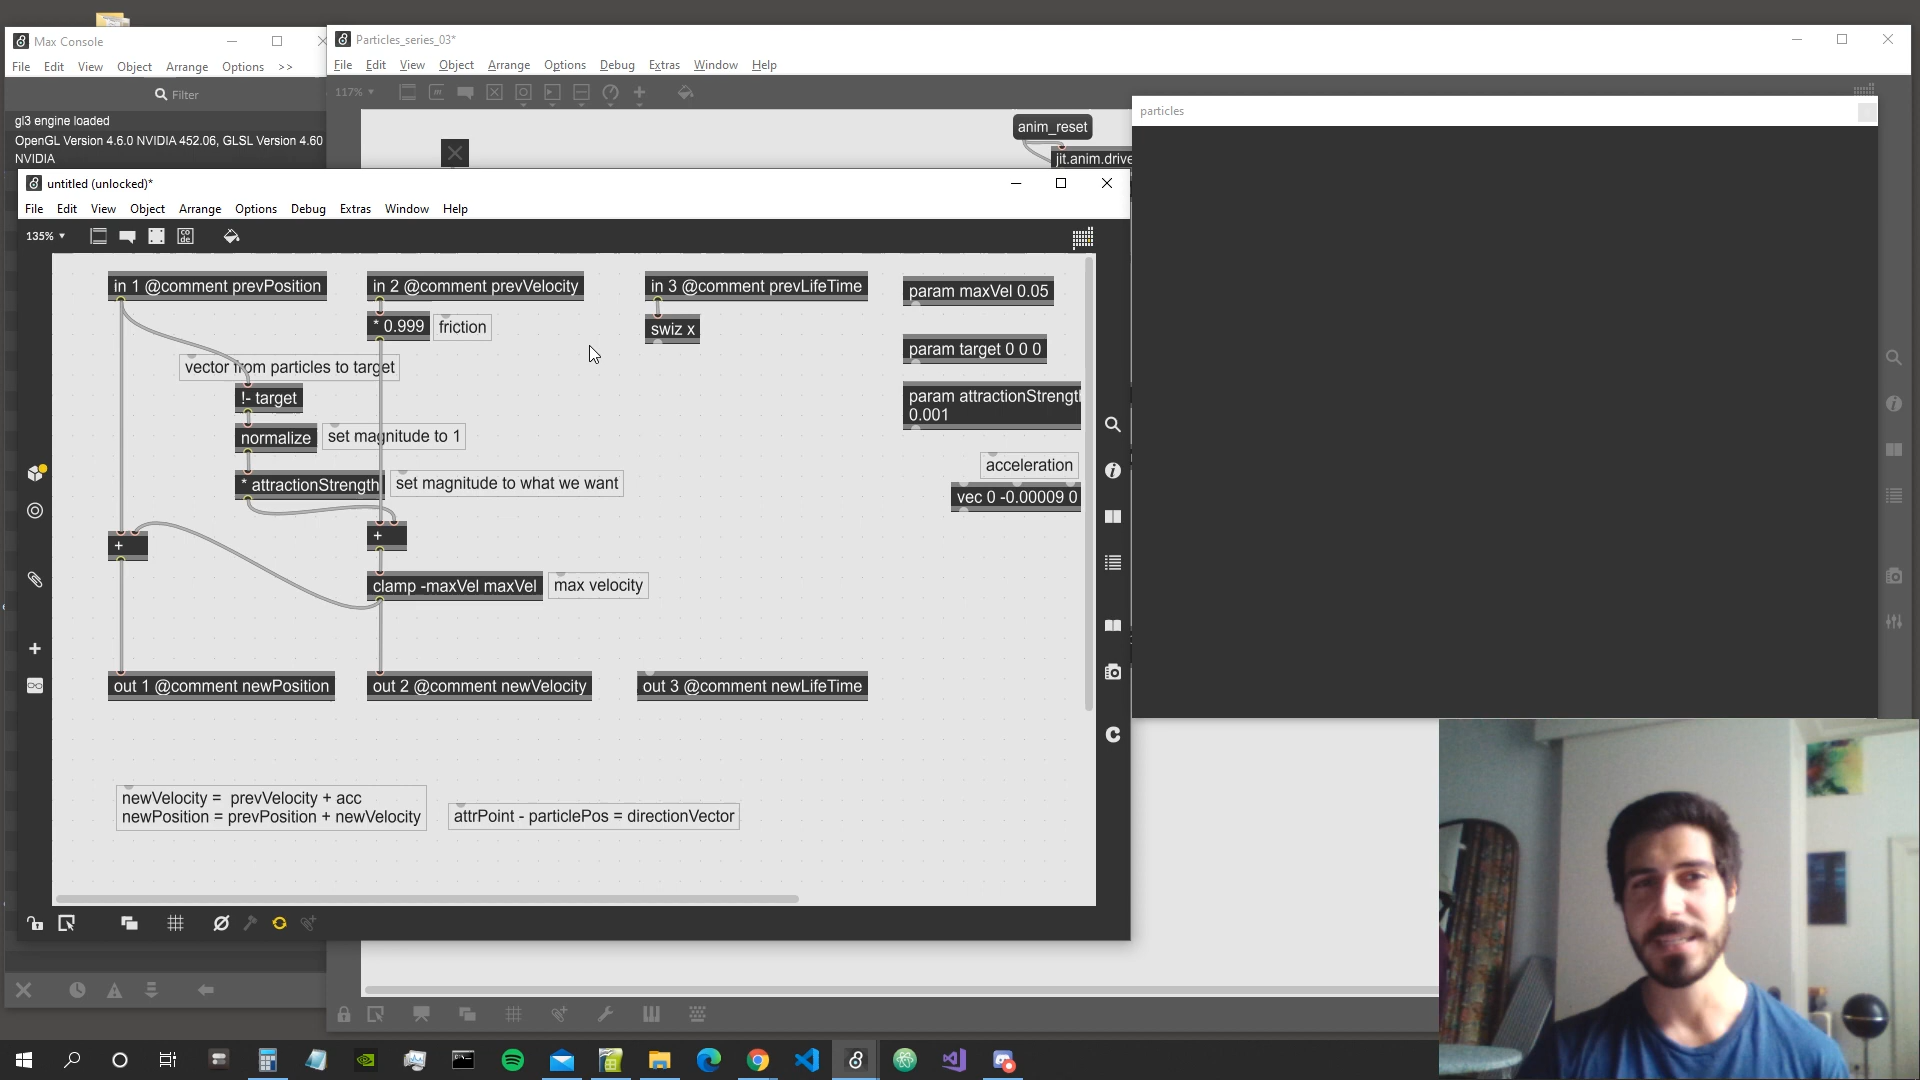 Max Console
File Edit View Object Arrange Options >>
Filter
gl3 engine loaded
OpenGL Version 4.6.0 NVIDIA 452.06, GLSL Version 4.60
NVIDIA
Particles_series_03*
File Edit View Object Arrange Options Debug Extras Window Help
117%
anim_reset
jit.anim.drive
particles
untitled (unlocked)*
File Edit View Object Arrange Options Debug Extras Window Help
135%
in 1 @comment prevPosition
in 2 @comment prevVelocity
in 3 @comment prevLifeTime
param maxVel 0.05
* 0.999
friction
swiz x
param target 0 0 0
vector from particles to target
!- target
param attractionStrength
0.001
normalize
set magnitude to 1
acceleration
* attractionStrength
set magnitude to what we want
vec 0 -0.00009 0
+
+
clamp -maxVel maxVel
max velocity
out 1 @comment newPosition
out 2 @comment newVelocity
out 3 @comment newLifeTime
newVelocity = prevVelocity + acc
newPosition = prevPosition + newVelocity
attrPoint - particlePos = directionVector